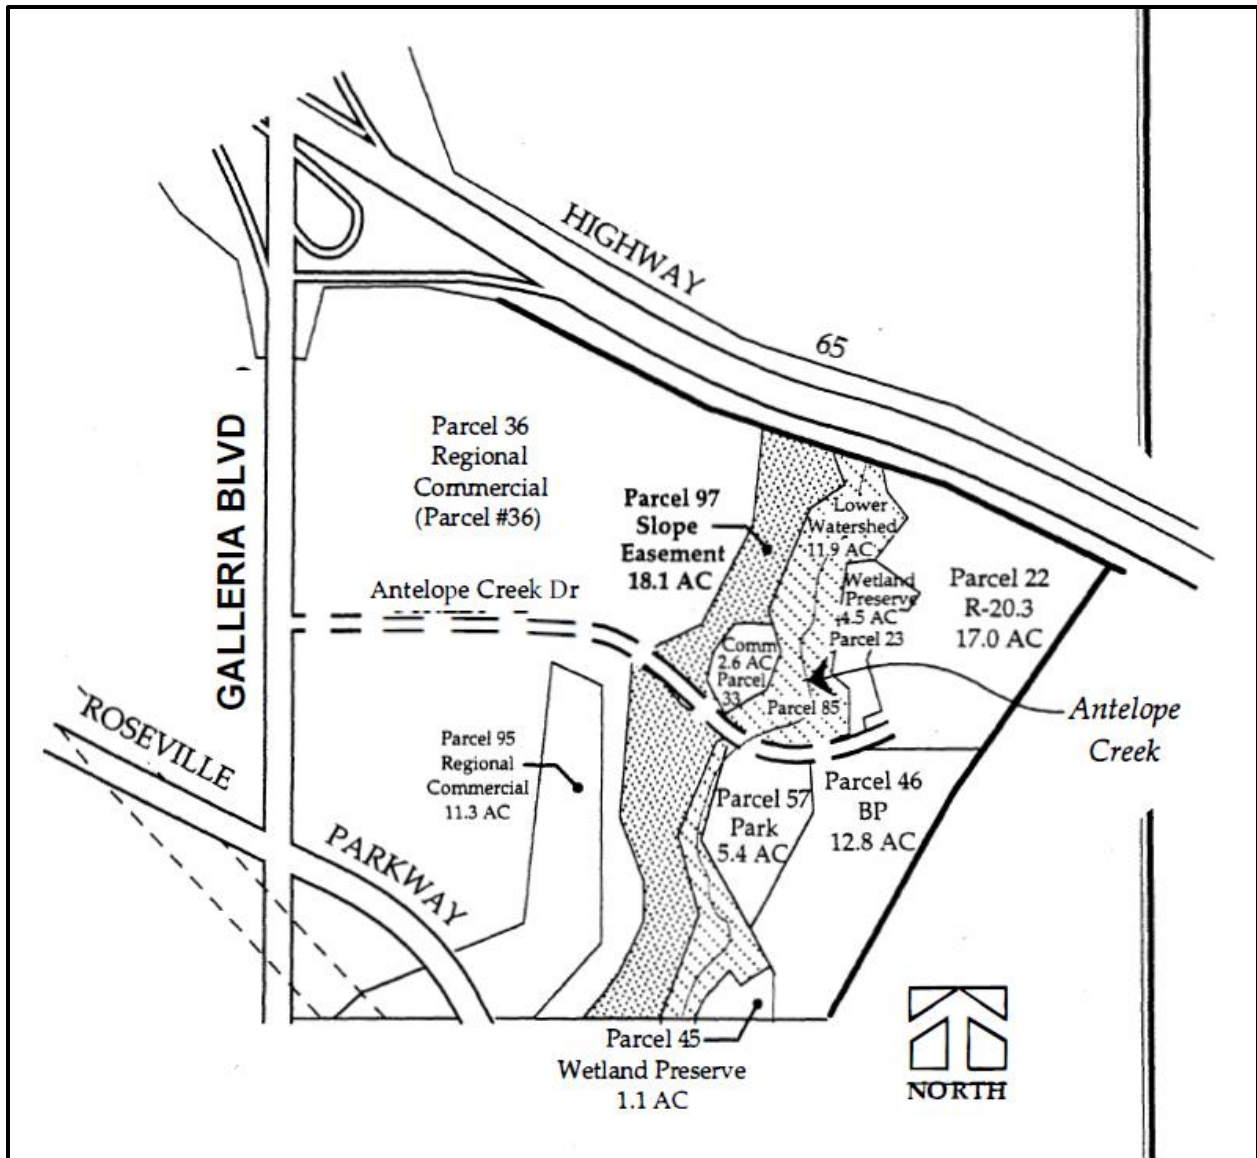 HIGHWAY
65
GALLERIA BLVD
Parcel 36
Regional
Commercial
(Parcel #36)
Parcel 97
Slope
Easement
18.1 AC
Lower
Watershed
11.9 AC
Wetland
Preserve
4.5 AC
Parcel 23
Parcel 22
R-20.3
17.0 AC
Antelope Creek Dr
Comm
2.6 AC
Parcel
33
Parcel 85
Antelope
Creek
ROSEVILLE
PARKWAY
Parcel 95
Regional
Commercial
11.3 AC
Parcel 57
Park
5.4 AC
Parcel 46
BP
12.8 AC
Parcel 45
Wetland Preserve
1.1 AC
NORTH